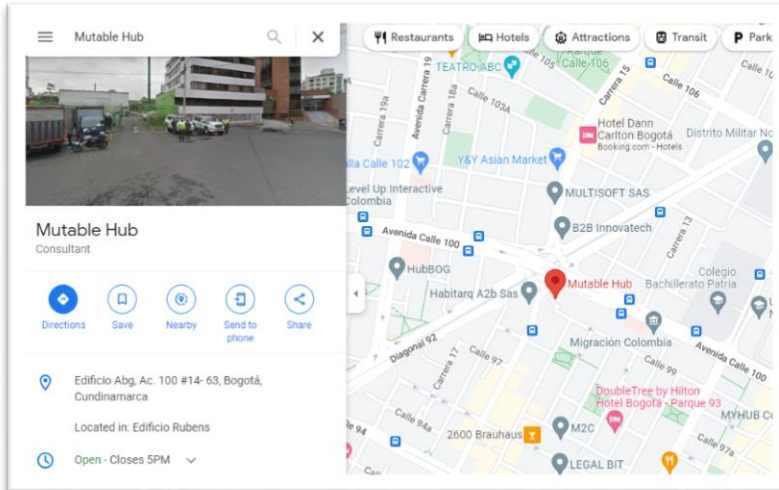 Mutable Hub
Mutable Hub
Consultant
Directions
Save
Nearby
Send to
phone
Share
Edificio Abg, Ac. 100 #14- 63, Bogotá,
Cundinamarca
Located in: Edificio Rubens
Open - Closes 5PM
Restaurants
Hotels
Attractions
Transit
P Park
TEATRO ABC
Calle 105
Parque
Calle 106
Carrera 15
Calle 106
Carrera 19a
Avenida Carrera 19
Carrera 18a
Calle 103A
Hotel Dann
Carlton Bogotá
Booking.com - Hotels
Distrito Militar No
lla Calle 102
Y&Y Asian Market
Level Up Interactive
Colombia
MULTISOFT SAS
B2B Innovatech
Carrera 13
Avenida Calle 100
HubBOG
Habitarq A2b Sas
Mutable Hub
Colegio
Bachillerato Patria
Diagonal 92
Migración Colombia
Avenida Calle 100
Carrera 17
Calle 97
Calle 99
DoubleTree by Hilton
Hotel Bogotá - Parque 93
MYHUB Co
Calle 94a
lle 94
2600 Brauhaus
M2C
Calle 97a
LEGAL BIT